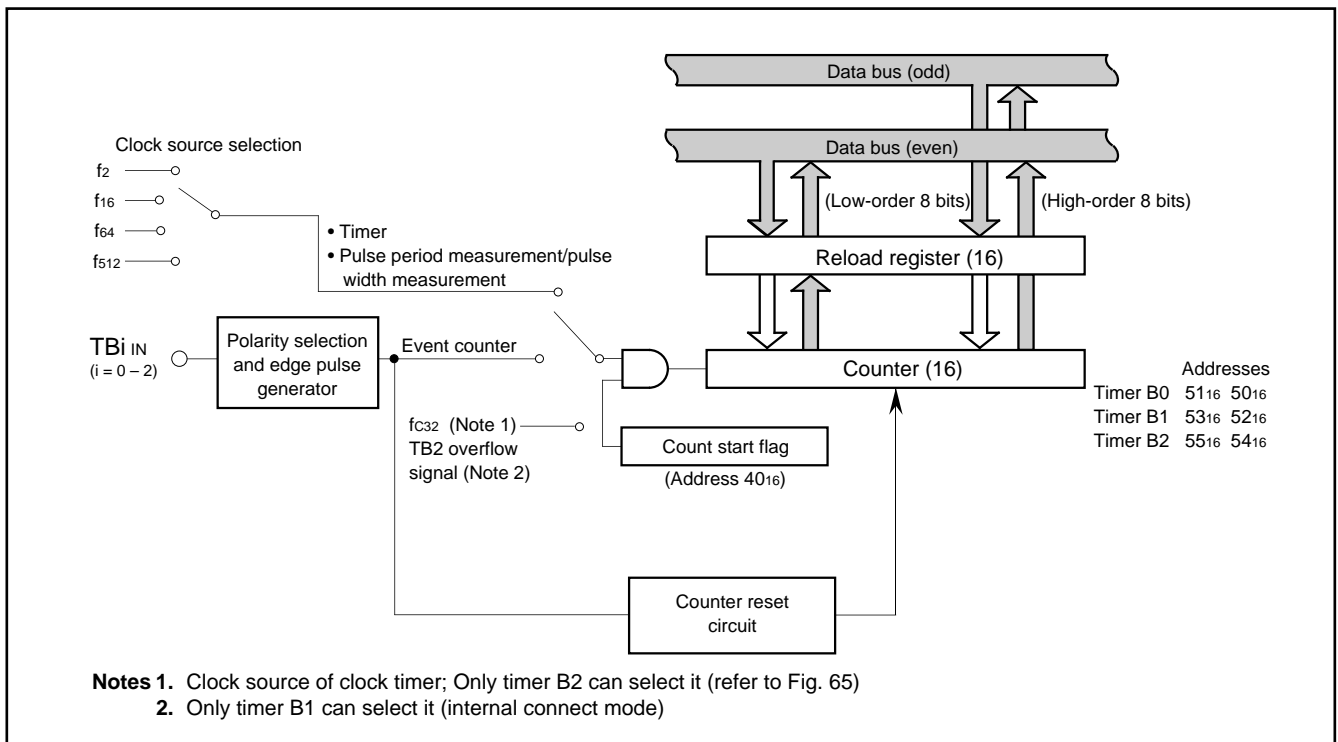 Data bus (odd)
Data bus (even)
(Low-order 8 bits)
(High-order 8 bits)
Clock source selection
f2
f16
f64
f512
• Timer
• Pulse period measurement/pulse
width measurement
Reload register (16)
TBi IN
(i = 0 – 2)
Polarity selection
and edge pulse
generator
Event counter
Counter (16)
fC32 (Note 1)
TB2 overflow
signal (Note 2)
Count start flag
(Address 4016)
Addresses
Timer B0 5116 5016
Timer B1 5316 5216
Timer B2 5516 5416
Counter reset
circuit
Notes 1. Clock source of clock timer; Only timer B2 can select it (refer to Fig. 65)
2. Only timer B1 can select it (internal connect mode)